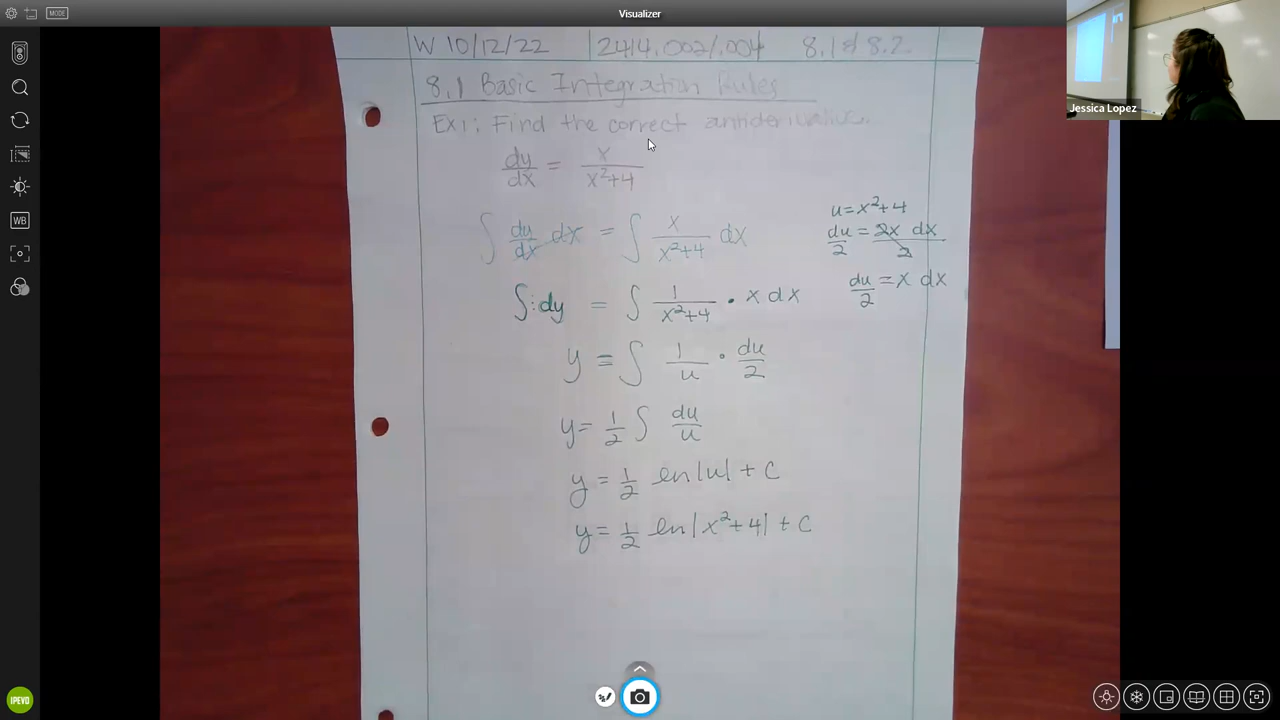 Visualizer
MODE
W 10/12/22 2414.002/.004 8.1 & 8.2
8.1 Basic Integration Rules
Ex1: Find the correct antiderivative.
dy/dx = x/(x²+4)
∫ dy/dx dx = ∫ x/(x²+4) dx
u = x²+4
du/2 = 2x dx/2
du/2 = x dx
∫ dy = ∫ 1/(x²+4) · x dx
y = ∫ 1/u · du/2
y = 1/2 ∫ du/u
y = 1/2 ln|u| + C
y = 1/2 ln|x²+4| + C
Jessica Lopez
WB
IPEVO